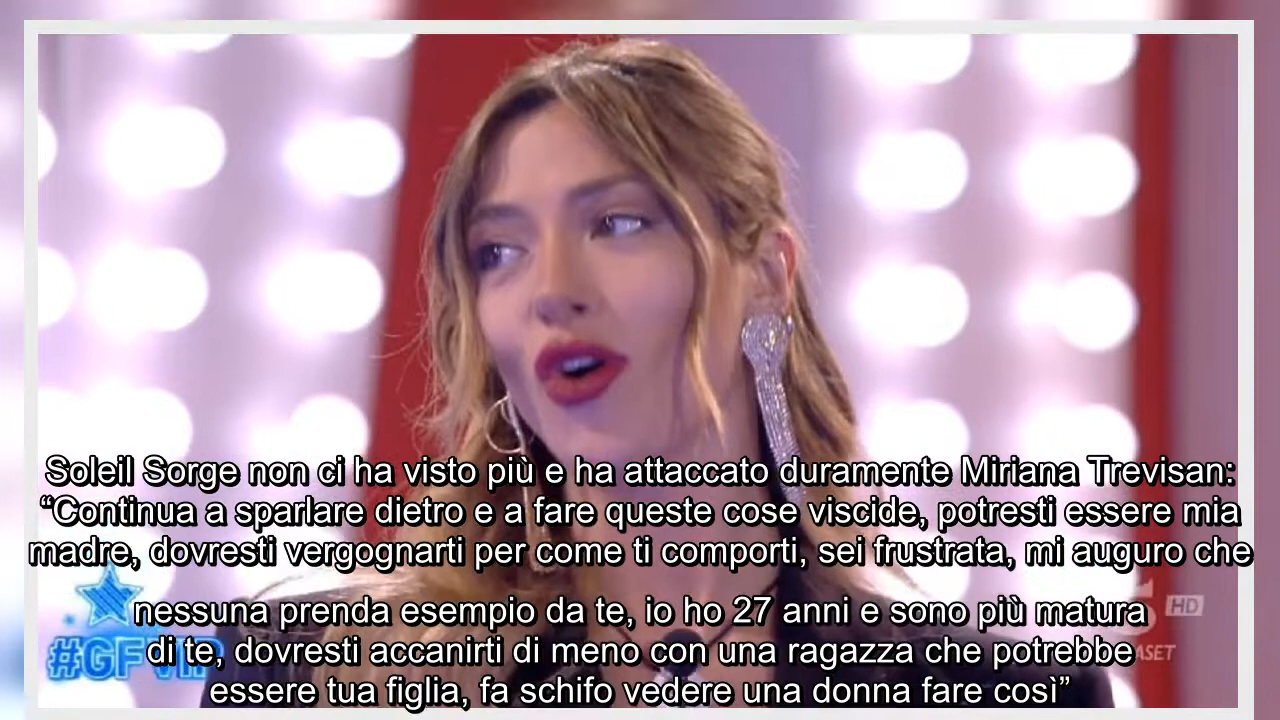 Soleil Sorge non ci ha visto più e ha attaccato duramente Miriana Trevisan:
“Continua a sparlare dietro e a fare queste cose viscide, potresti essere mia
madre, dovresti vergognarti per come ti comporti, sei frustrata, mi auguro che
nessuna prenda esempio da te, io ho 27 anni e sono più matura
di te, dovresti accanirti di meno con una ragazza che potrebbe
essere tua figlia, fa schifo vedere una donna fare così”
#GFVIP
5 HD